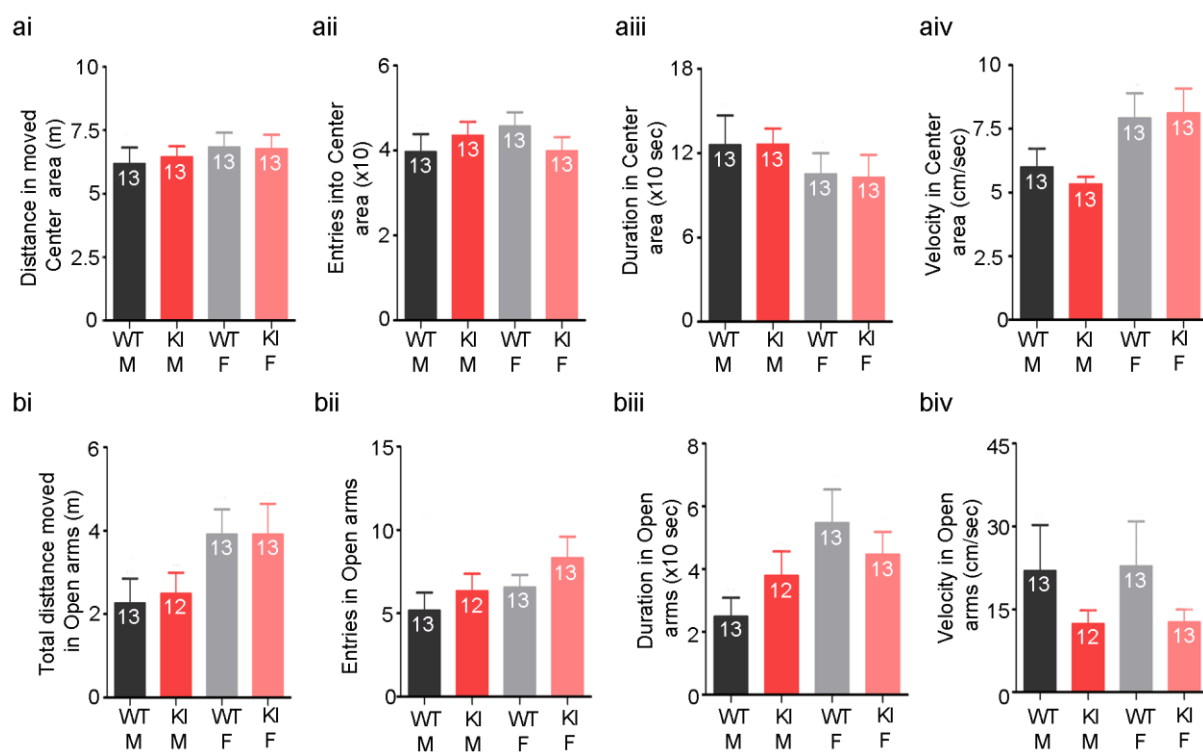 ai
Disttance in moved
Center area (m)
10
7.5
5
2.5
0
13
13
13
13
WT
KI
WT
KI
M
M
F
F
aii
Entries into Center
area (x10)
6
4
2
0
13
13
13
13
WT
KI
WT
KI
M
M
F
F
aiii
Duration in Center
area (x10 sec)
18
12
6
0
13
13
13
13
WT
KI
WT
KI
M
M
F
F
aiv
Velocity in Center
area (cm/sec)
10
7.5
5
2.5
0
13
13
13
13
WT
KI
WT
KI
M
M
F
F
bi
Total disttance moved
in Open arms (m)
6
4
2
0
13
12
13
13
WT
KI
WT
KI
M
M
F
F
bii
Entries in Open arms
15
10
5
0
13
12
13
13
WT
KI
WT
KI
M
M
F
F
biii
Duration in Open
arms (x10 sec)
8
6
4
2
0
13
12
13
13
WT
KI
WT
KI
M
M
F
F
biv
Velocity in Open
arms (cm/sec)
45
30
15
0
13
12
13
13
WT
KI
WT
KI
M
M
F
F